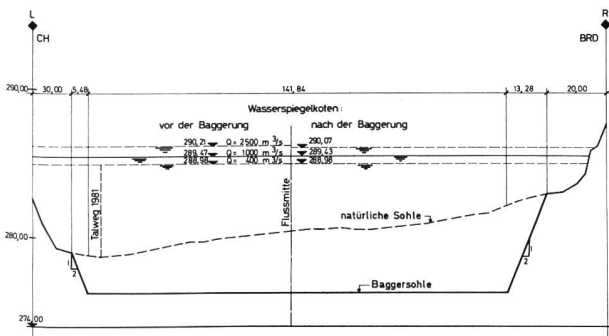 L R
CH BRD
30,00 5,48 141,84 13,28 20,00
290,00
Wasserspiegelkoten:
vor der Baggerung nach der Baggerung
290,21 Q= 2500 m3/s 290,07
289,47 Q= 1000 m3/s 289,43
288,98 Q= 400 m3/s 288,98
Talweg 1981
Flussmitte
natürliche Sohle
280,00
1
2
1
2
Baggersohle
274,00